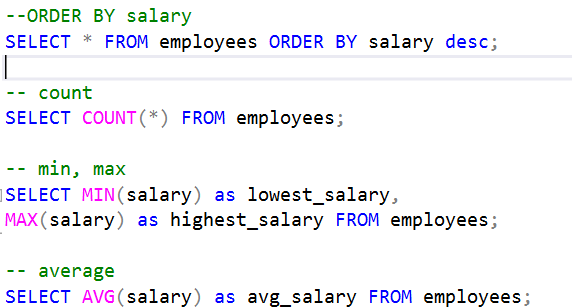 --ORDER BY salary
SELECT * FROM employees ORDER BY salary desc;
-- count
SELECT COUNT(*) FROM employees;
-- min, max
SELECT MIN(salary) as lowest_salary,
MAX(salary) as highest_salary FROM employees;
-- average
SELECT AVG(salary) as avg_salary FROM employees;